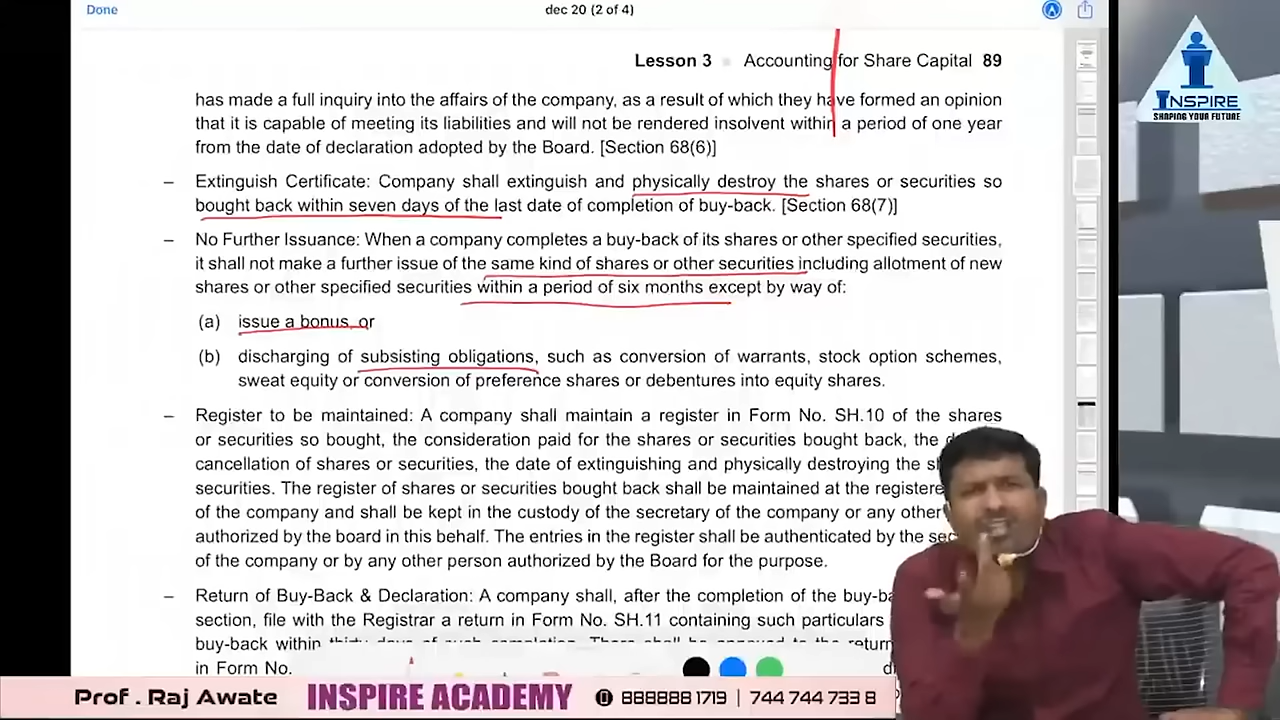 Done
dec 20 (2 of 4)
INSPIRE
SHAPING YOUR FUTURE
Lesson 3 Accounting for Share Capital 89
has made a full inquiry into the affairs of the company, as a result of which they have formed an opinion
that it is capable of meeting its liabilities and will not be rendered insolvent within a period of one year
from the date of declaration adopted by the Board. [Section 68(6)]
– Extinguish Certificate: Company shall extinguish and physically destroy the shares or securities so
bought back within seven days of the last date of completion of buy-back. [Section 68(7)]
– No Further Issuance: When a company completes a buy-back of its shares or other specified securities,
it shall not make a further issue of the same kind of shares or other securities including allotment of new
shares or other specified securities within a period of six months except by way of:
(a) issue a bonus, or
(b) discharging of subsisting obligations, such as conversion of warrants, stock option schemes,
sweat equity or conversion of preference shares or debentures into equity shares.
– Register to be maintained: A company shall maintain a register in Form No. SH.10 of the shares
or securities so bought, the consideration paid for the shares or securities bought back, the
cancellation of shares or securities, the date of extinguishing and physically destroying the
securities. The register of shares or securities bought back shall be maintained at the
of the company and shall be kept in the custody of the secretary of the company or any other
authorized by the board in this behalf. The entries in the register shall be authenticated by the
of the company or by any other person authorized by the Board for the purpose.
– Return of Buy-Back & Declaration: A company shall, after the completion of the
section, file with the Registrar a return in Form No. SH.11 containing such particulars
buy-back within thirty days of such completion. There shall be annexed to the return
in Form No.
Prof . Raj Awate INSPIRE ACADEMY 888888 1719 | 744 744 733 8